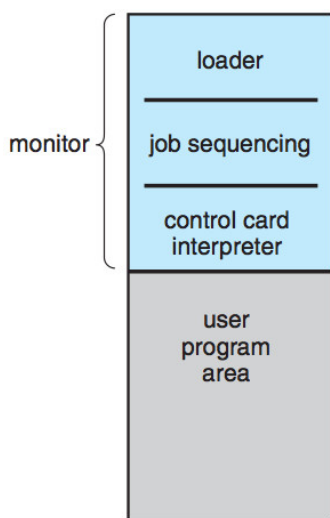 loader
monitor
job sequencing
control card
interpreter
user
program
area